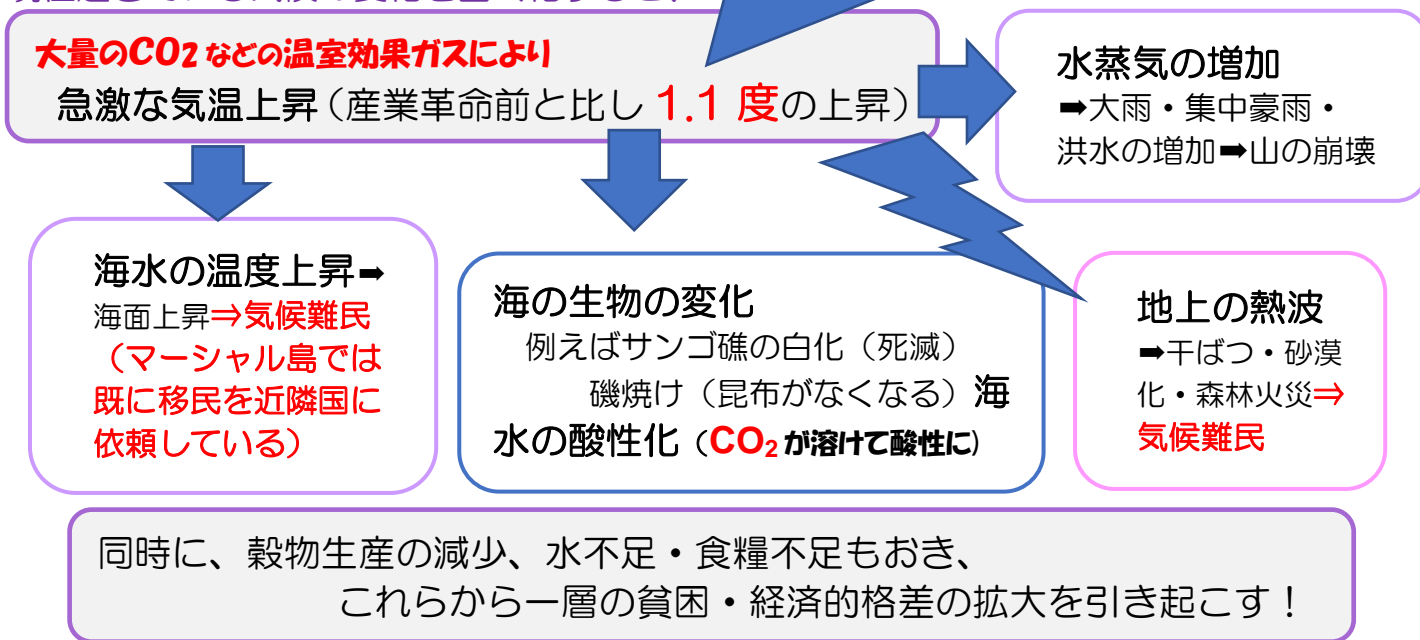 大量のCO2などの温室効果ガスにより
急激な気温上昇（産業革命前と比し 1.1 度の上昇）
水蒸気の増加
➡大雨・集中豪雨・
洪水の増加➡山の崩壊
海水の温度上昇➡
海面上昇⇒気候難民
（マーシャル島では
既に移民を近隣国に
依頼している）
海の生物の変化
例えばサンゴ礁の白化（死滅）
磯焼け（昆布がなくなる）海
水の酸性化（CO₂が溶けて酸性に）
地上の熱波
➡干ばつ・砂漠
化・森林火災⇒
気候難民
同時に、穀物生産の減少、水不足・食糧不足もおき、
これらから一層の貧困・経済的格差の拡大を引き起こす！